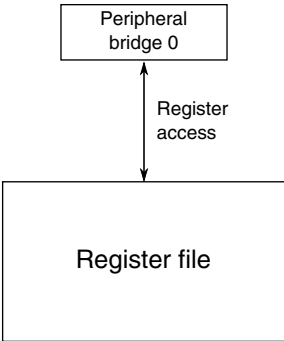 Peripheral
bridge 0
Register
access
Register file